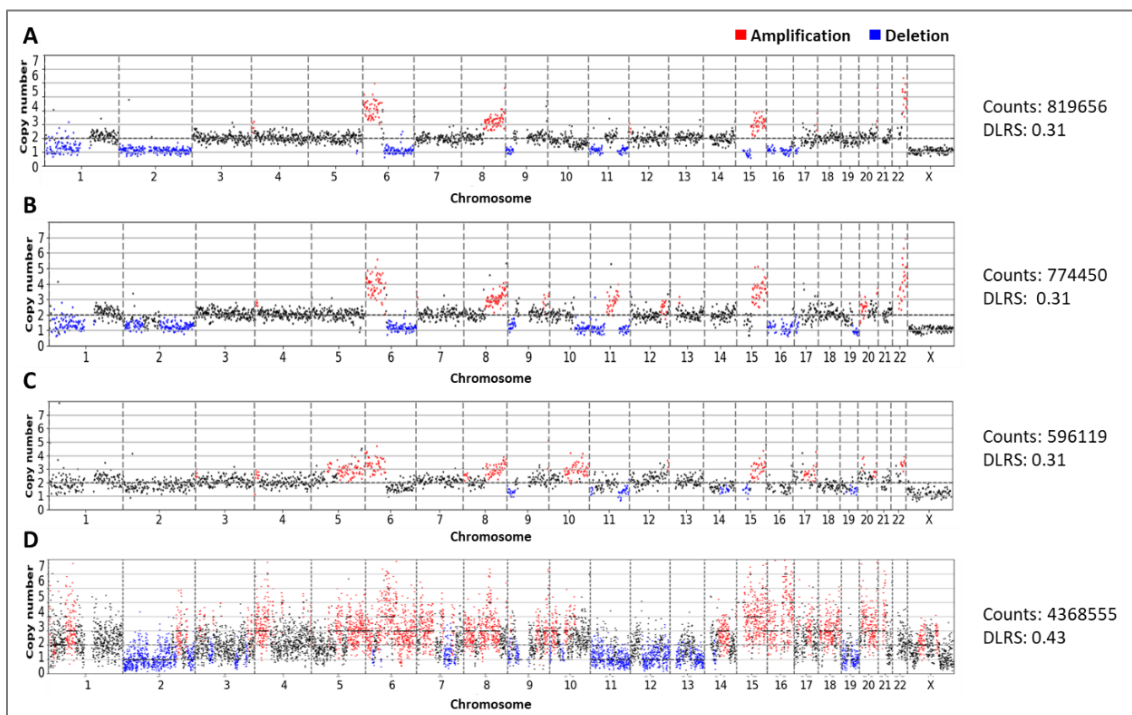 A
Amplification Deletion
Copy number
7
6
5
4
3
2
1
0
1 2 3 4 5 6 7 8 9 10 11 12 13 14 15 16 17 18 19 20 21 22 X
Chromosome
Counts: 819656
DLRS: 0.31
B
Copy number
7
6
5
4
3
2
1
0
1 2 3 4 5 6 7 8 9 10 11 12 13 14 15 16 17 18 19 20 21 22 X
Chromosome
Counts: 774450
DLRS: 0.31
C
Copy number
7
6
5
4
3
2
1
0
1 2 3 4 5 6 7 8 9 10 11 12 13 14 15 16 17 18 19 20 21 22 X
Chromosome
Counts: 596119
DLRS: 0.31
D
Copy number
7
6
5
4
3
2
1
0
1 2 3 4 5 6 7 8 9 10 11 12 13 14 15 16 17 18 19 20 21 22 X
Chromosome
Counts: 4368555
DLRS: 0.43